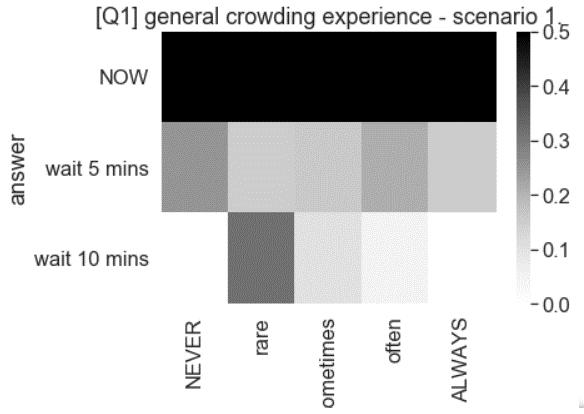 [Q1] general crowding experience - scenario 1.
answer
NOW
wait 5 mins
wait 10 mins
NEVER
rare
ometimes
often
ALWAYS
0.5
0.4
0.3
0.2
0.1
0.0